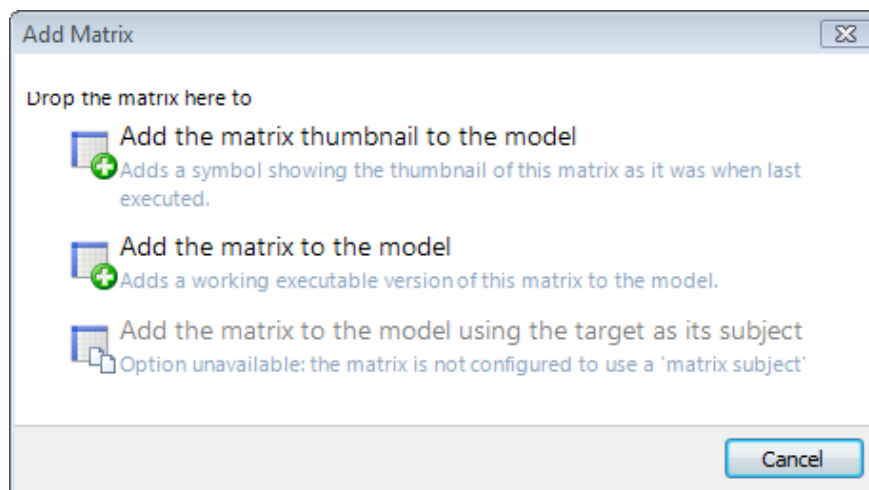 Add Matrix
Drop the matrix here to
Add the matrix thumbnail to the model
Adds a symbol showing the thumbnail of this matrix as it was when last
executed.
Add the matrix to the model
Adds a working executable version of this matrix to the model.
Add the matrix to the model using the target as its subject
Option unavailable: the matrix is not configured to use a 'matrix subject'
Cancel